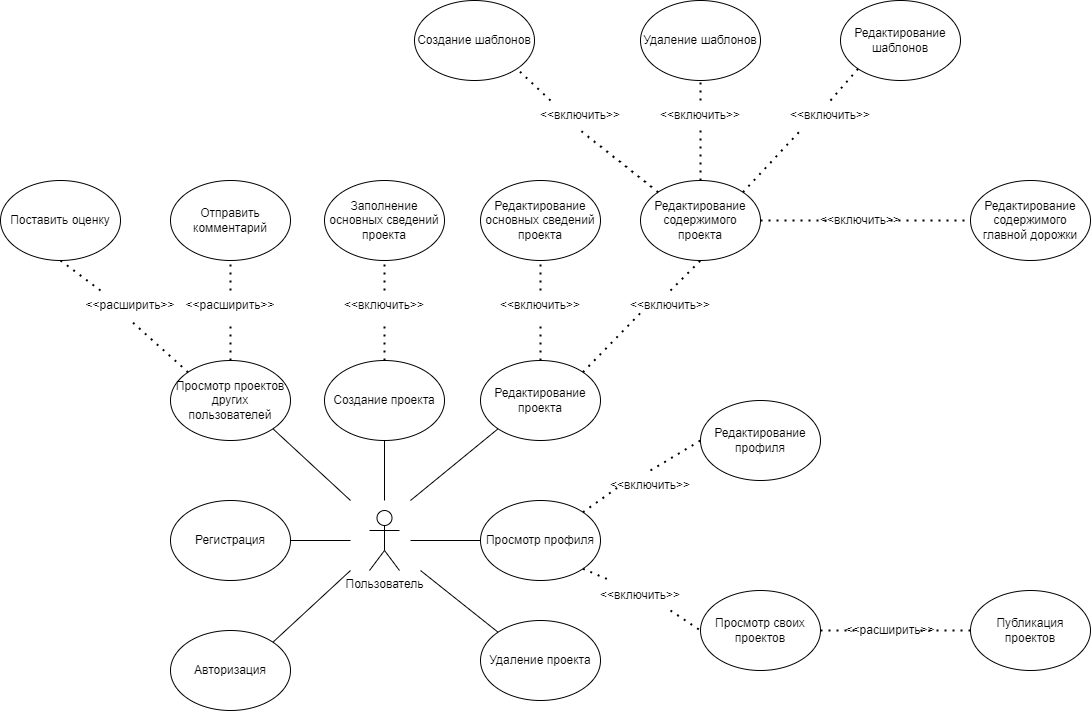 Создание шаблонов
Удаление шаблонов
Редактирование
шаблонов
<<включить>>
<<включить>>
<<включить>>
Поставить оценку
Отправить
комментарий
Заполнение
основных сведений
проекта
Редактирование
основных сведений
проекта
Редактирование
содержимого
проекта
<<включить>>
Редактирование
содержимого
главной дорожки
<<расширить>>
<<расширить>>
<<включить>>
<<включить>>
<<включить>>
Просмотр проектов
других
пользователей
Создание проекта
Редактирование
проекта
Редактирование
профиля
<<включить>>
Регистрация
Просмотр профиля
Пользователь
<<включить>>
Просмотр своих
проектов
<<расширить>>
Публикация
проектов
Авторизация
Удаление проекта